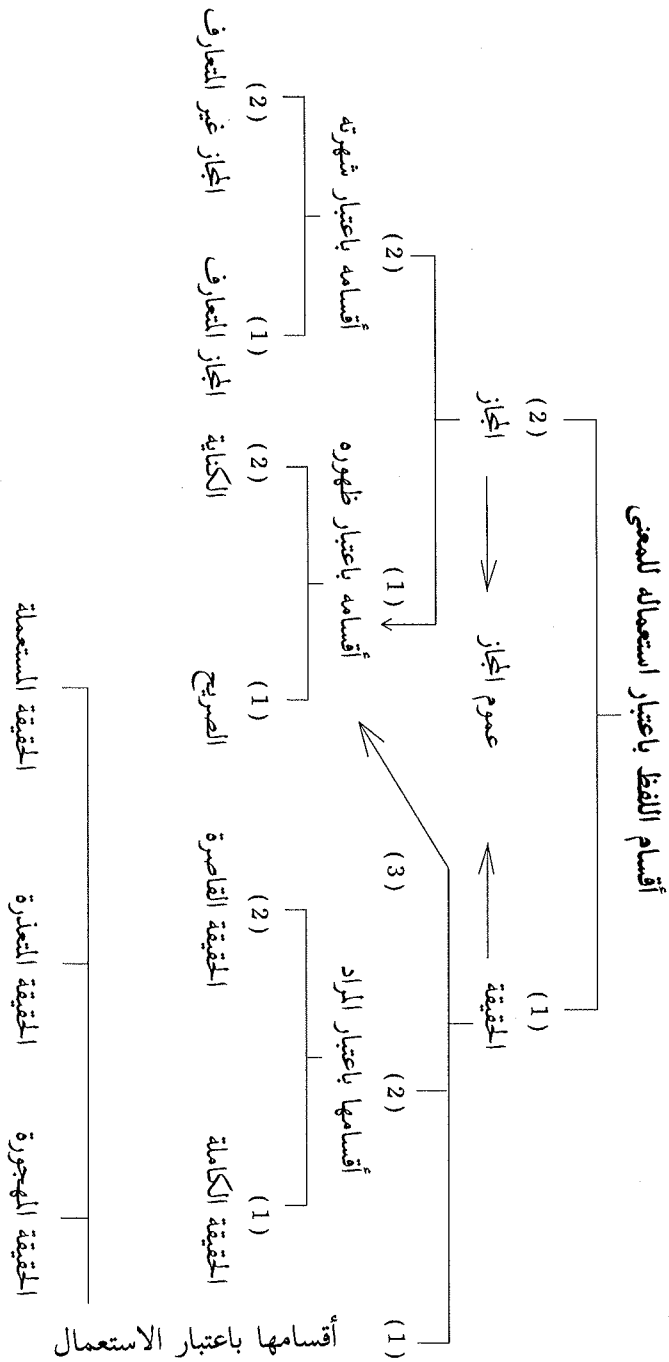 أقسام اللفظ باعتبار استعماله للمعنى
(1)
الحقيقة
عموم المجاز
(2)
المجاز
(1)
أقسامها باعتبار الاستعمال
(2)
أقسامها باعتبار المراد
(3)
(1)
أقسامه باعتبار ظهوره
(2)
أقسامه باعتبار شهرته
(1)
الحقيقة الكاملة
(2)
الحقيقة القاصرة
(1)
الصريح
(2)
الكناية
(1)
المجاز المتعارف
(2)
المجاز غير المتعارف
الحقيقة المهجورة
الحقيقة المتعذرة
الحقيقة المستعملة